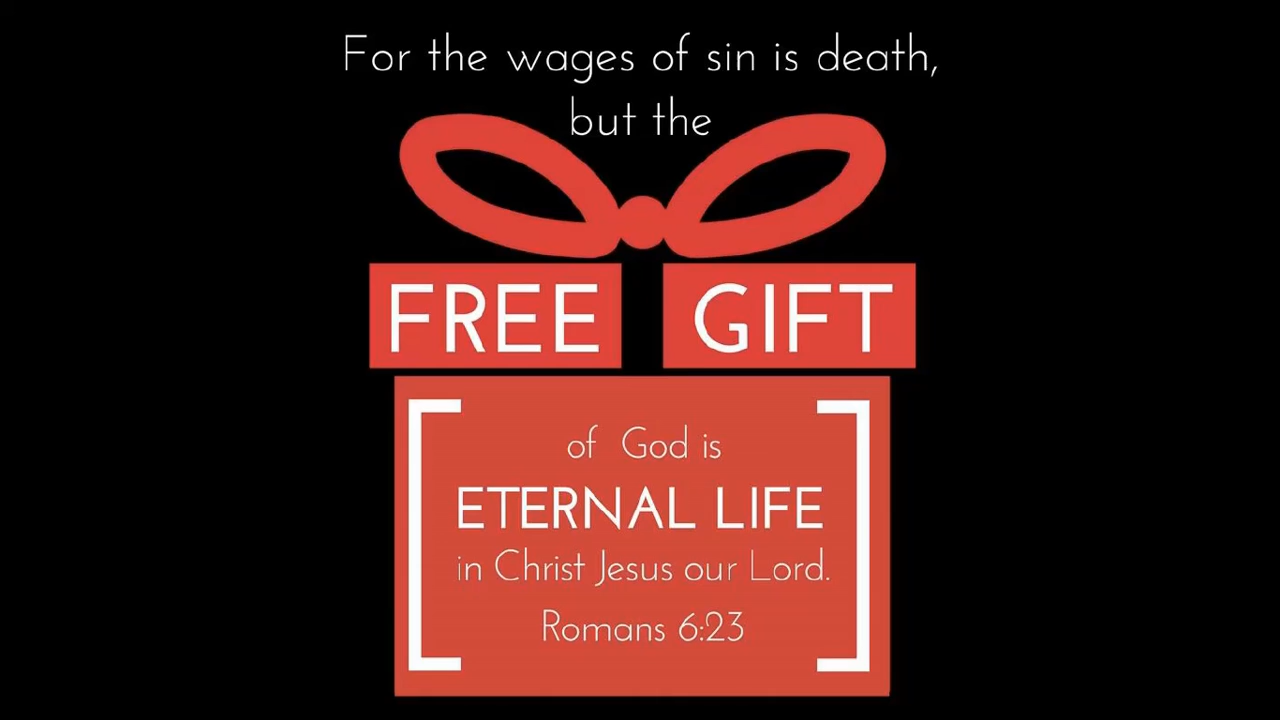 For the wages of sin is death,
but the
FREE GIFT
of God is
ETERNAL LIFE
in Christ Jesus our Lord.
Romans 6:23